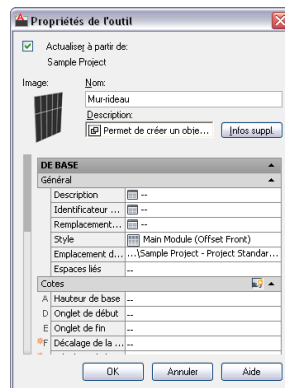 Propriétés de l'outil
Actualiser à partir de:
Sample Project
Image:
Nom:
Mur-rideau
Description:
Permet de créer un obje...
Infos suppl.
DE BASE
Général
Description --
Identificateur ... --
Remplacement... --
Style Main Module (Offset Front)
Emplacement d... ...\Sample Project - Project Standar...
Espaces liés --
Cotes
A Hauteur de base --
D Onglet de début --
E Onglet de fin --
F Décalage de la ... --
OK Annuler Aide